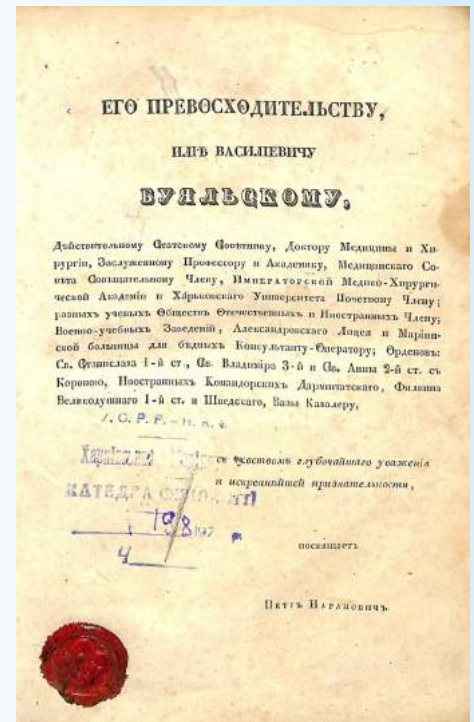 ЕГО ПРЕВОСХОДИТЕЛЬСТВУ,
ИЛЬѢ ВАСИЛІЕВИЧУ
БУЯЛЬСКОМУ,
Дѣйствительному Статскому Совѣтнику, Доктору Медицины и Хи-
рургіи, Заслуженному Профессору и Академику, Медицинскаго Со-
вѣта Совѣщательному Члену, Императорской Медико-Хирурги-
ческой Академіи и Харьковскаго Университета Почетному Члену;
разныхъ ученыхъ Обществъ Отечественныхъ и Иностранныхъ Члену;
Военно-учебныхъ Заведеній, Александровскаго Лицея и Маріин-
ской больницы для бѣдныхъ Консультанту-Оператору; Орденовъ:
Св. Станислава 1-й ст., Св. Владиміра 3-й и Св. Анны 2-й ст. съ
Короною, Иностранныхъ Командорскихъ Дармштатскаго, Филиппа
Великодушнаго 1-й ст. и Шведскаго, Вазы Кавалеру,
съ чувствомъ глубочайшаго уваженія
и искреннѣйшей признательности,
КАТЕДРА
198
4
посвящаетъ
Петръ Нарановичъ.